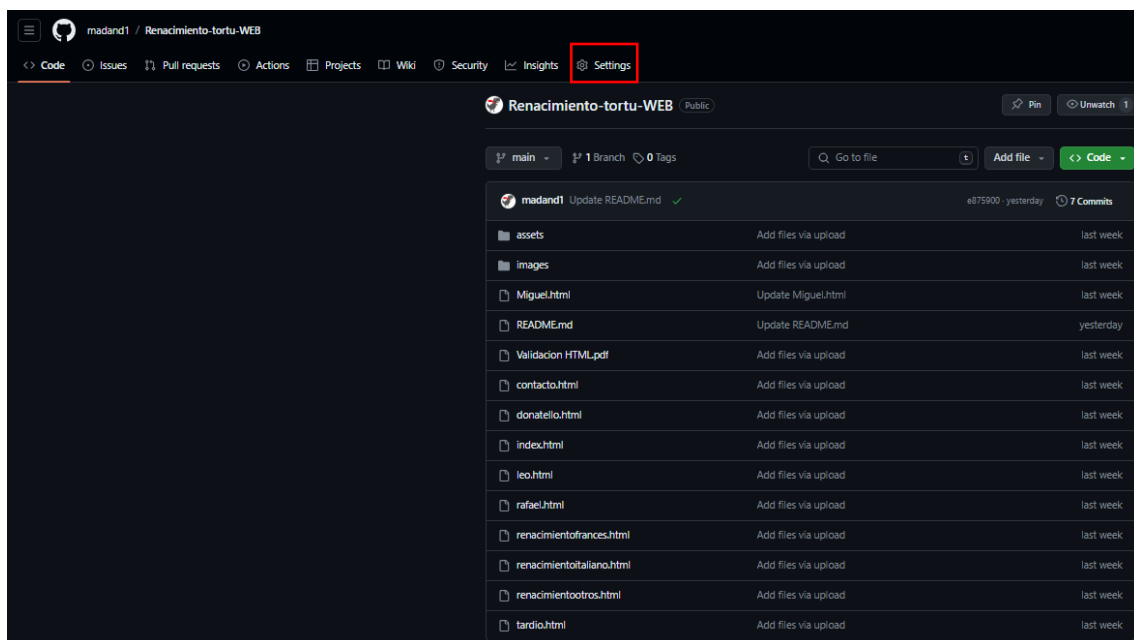 madand1 / Renacimiento-tortu-WEB
Code Issues Pull requests Actions Projects Wiki Security Insights Settings
Renacimiento-tortu-WEB Public Pin Unwatch 1
main 1 Branch 0 Tags Go to file t Add file Code
madand1 Update README.md e875900 · yesterday 7 Commits
assets Add files via upload last week
images Add files via upload last week
Miguel.html Update Miguel.html last week
README.md Update README.md yesterday
Validacion HTML.pdf Add files via upload last week
contacto.html Add files via upload last week
donatello.html Add files via upload last week
index.html Add files via upload last week
leo.html Add files via upload last week
rafael.html Add files via upload last week
renacimientofrances.html Add files via upload last week
renacimientoitaliano.html Add files via upload last week
renacimientootros.html Add files via upload last week
tardio.html Add files via upload last week